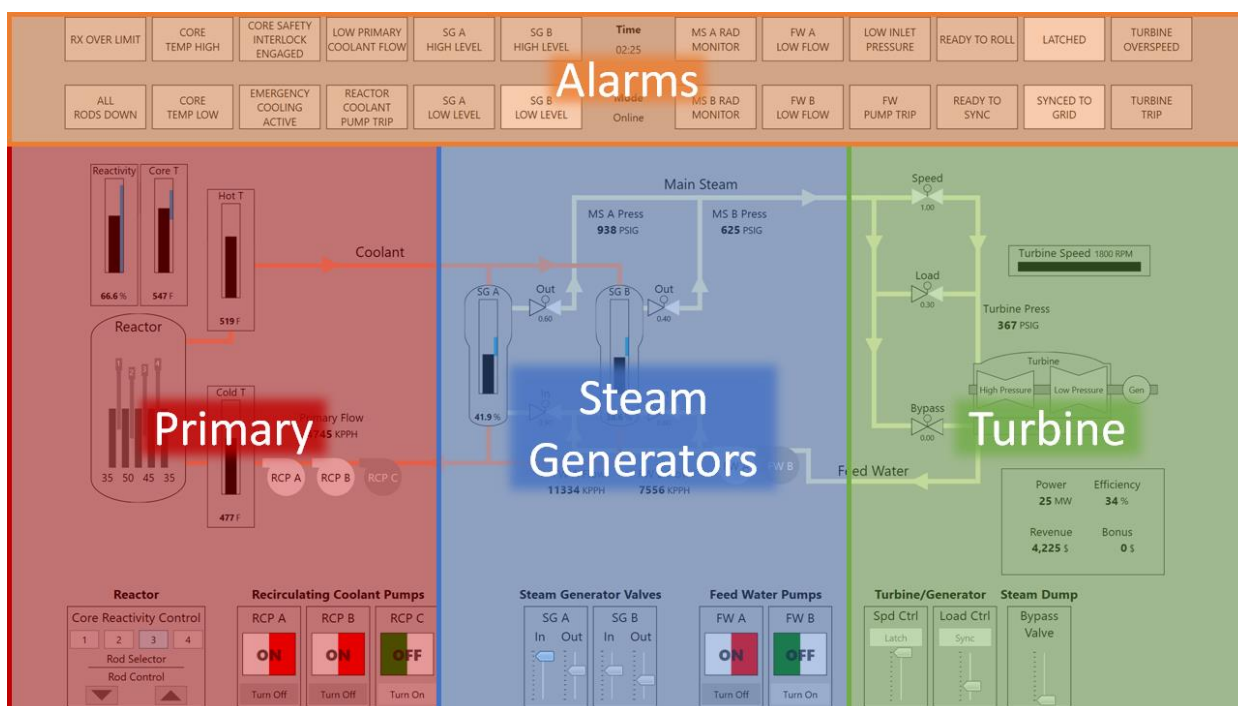 RX OVER LIMIT
CORE
TEMP HIGH
CORE SAFETY
INTERLOCK
ENGAGED
LOW PRIMARY
COOLANT FLOW
SG A
HIGH LEVEL
SG B
HIGH LEVEL
Time
02:25
MS A RAD
MONITOR
FW A
LOW FLOW
LOW INLET
PRESSURE
READY TO ROLL
LATCHED
TURBINE
OVERSPEED
Alarms
ALL
RODS DOWN
CORE
TEMP LOW
EMERGENCY
COOLING
ACTIVE
REACTOR
COOLANT
PUMP TRIP
SG A
LOW LEVEL
SG B
LOW LEVEL
Mode
Online
MS B RAD
MONITOR
FW B
LOW FLOW
FW
PUMP TRIP
READY TO
SYNC
SYNCED TO
GRID
TURBINE
TRIP
Reactivity
66.6 %
Core T
547 F
Hot T
519 F
Coolant
Reactor
1 2 3 4
35 50 45 35
Cold T
477 F
Primary
Primary Flow
KPPH
RCP A
RCP B
RCP C
Main Steam
MS A Press
938 PSIG
MS B Press
625 PSIG
SG A
Out
0.60
41.9 %
SG B
Out
0.40
Steam
Generators
11334 KPPH
7556 KPPH
FW B
Feed Water
Speed
1.00
Load
0.30
Bypass
0.00
Turbine Speed 1800 RPM
Turbine Press
367 PSIG
Turbine
High Pressure
Low Pressure
Gen
Turbine
Power
25 MW
Efficiency
34 %
Revenue
4,225 $
Bonus
0 $
Reactor
Core Reactivity Control
1 2 3 4
Rod Selector
Rod Control
Recirculating Coolant Pumps
RCP A
ON
Turn Off
RCP B
ON
Turn Off
RCP C
OFF
Turn On
Steam Generator Valves
SG A
In Out
SG B
In Out
Feed Water Pumps
FW A
ON
Turn Off
FW B
OFF
Turn On
Turbine/Generator
Spd Ctrl
Latch
Load Ctrl
Sync
Steam Dump
Bypass
Valve